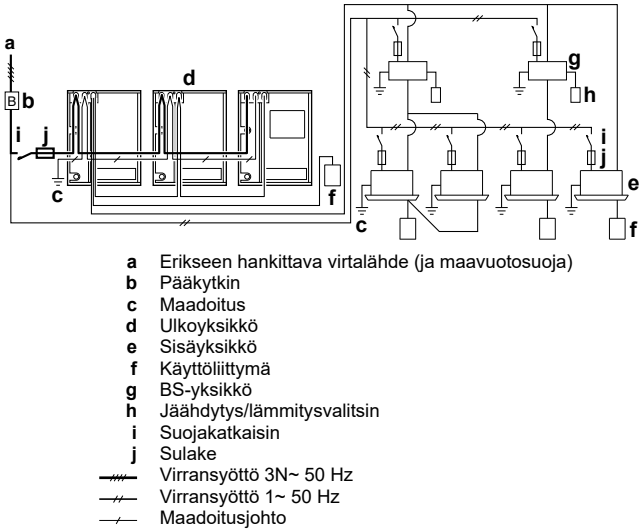 a
B b
i j
c
d
f
g
h
i
j
e
c
f
a Erikseen hankittava virtalähde (ja maavuotosuoja)
b Pääkytkin
c Maadoitus
d Ulkoyksikkö
e Sisäyksikkö
f Käyttöliittymä
g BS-yksikkö
h Jäähdytys/lämmitysvalitsin
i Suojakatkaisin
j Sulake
Virransyöttö 3N~ 50 Hz
Virransyöttö 1~ 50 Hz
Maadoitusjohto